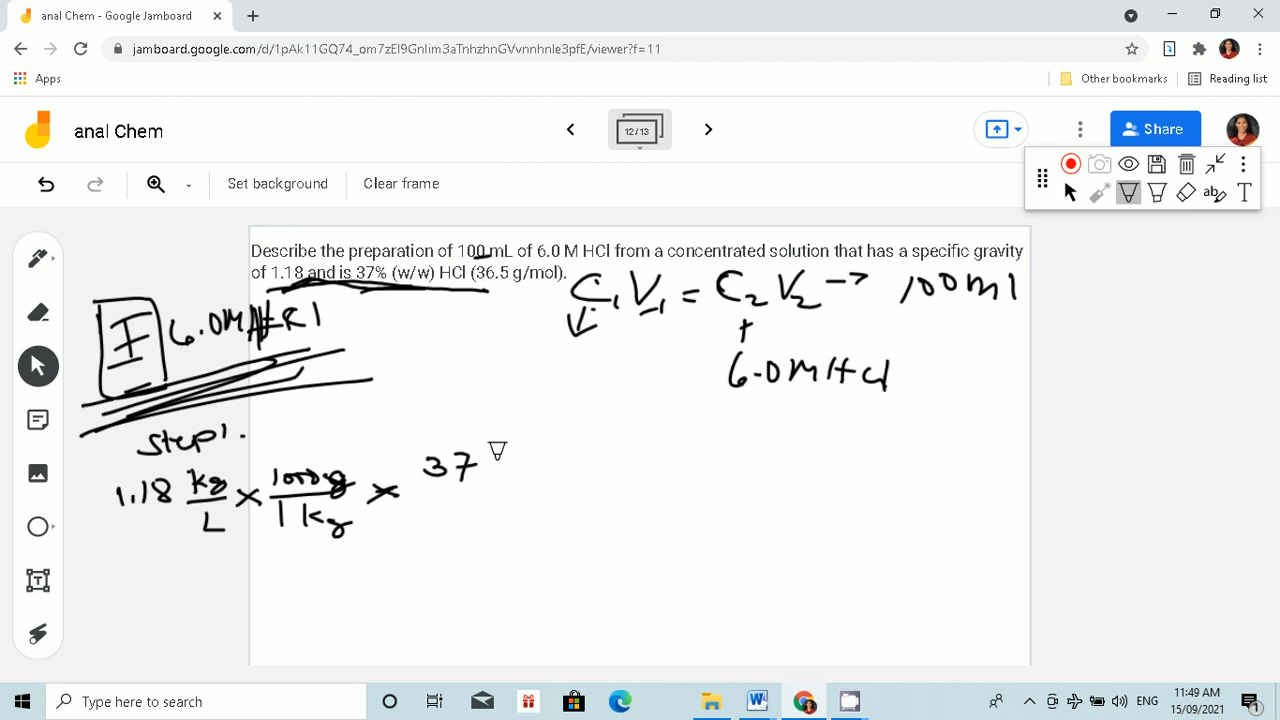 anal Chem - Google Jamboard
jamboard.google.com/d/1pAk11GQ74_om7zEI9Gnlim3aTnhzhnGVvrnhnle3pfE/viewer?f=11
Apps
Other bookmarks
Reading list
anal Chem
12/13
Share
Set background
Clear frame
Describe the preparation of 100 mL of 6.0 M HCl from a concentrated solution that has a specific gravity
of 1.18 and is 37% (w/w) HCl (36.5 g/mol).
C₁V₁ = C₂V₂ → 100ml
6.0M
6.0M HCl
Step 1.
1.18 kg/L × 1000g/1kg × 37
Type here to search
ENG
11:49 AM
15/09/2021